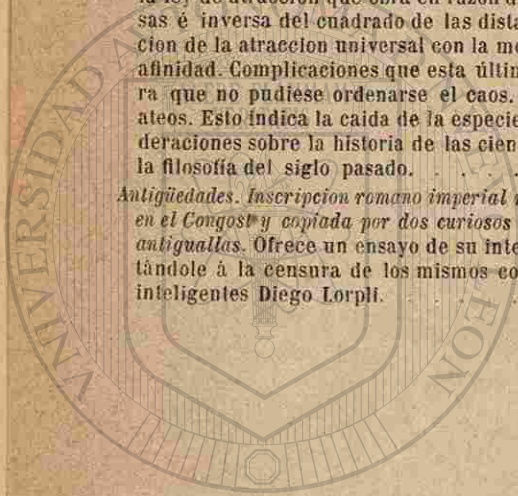 la ley de atraccion que obra en razon d
sas é inversa del cuadrado de las dista
cion de la atraccion universal con la mo
afinidad. Complicaciones que esta últim
ra que no pudiese ordenarse el caos.
ateos. Esto indica la caida de la especie
deraciones sobre la historia de las cien
la filosofía del siglo pasado. . . . .
Antigüedades. Inscripcion romano imperial
en el Congost y copiada por dos curiosos
antiguallas. Ofrece un ensayo de su inte
tándole à la censura de los mismos co
inteligentes Diego Lorpli. . . .
UNIVERSIDAD AU
LEON